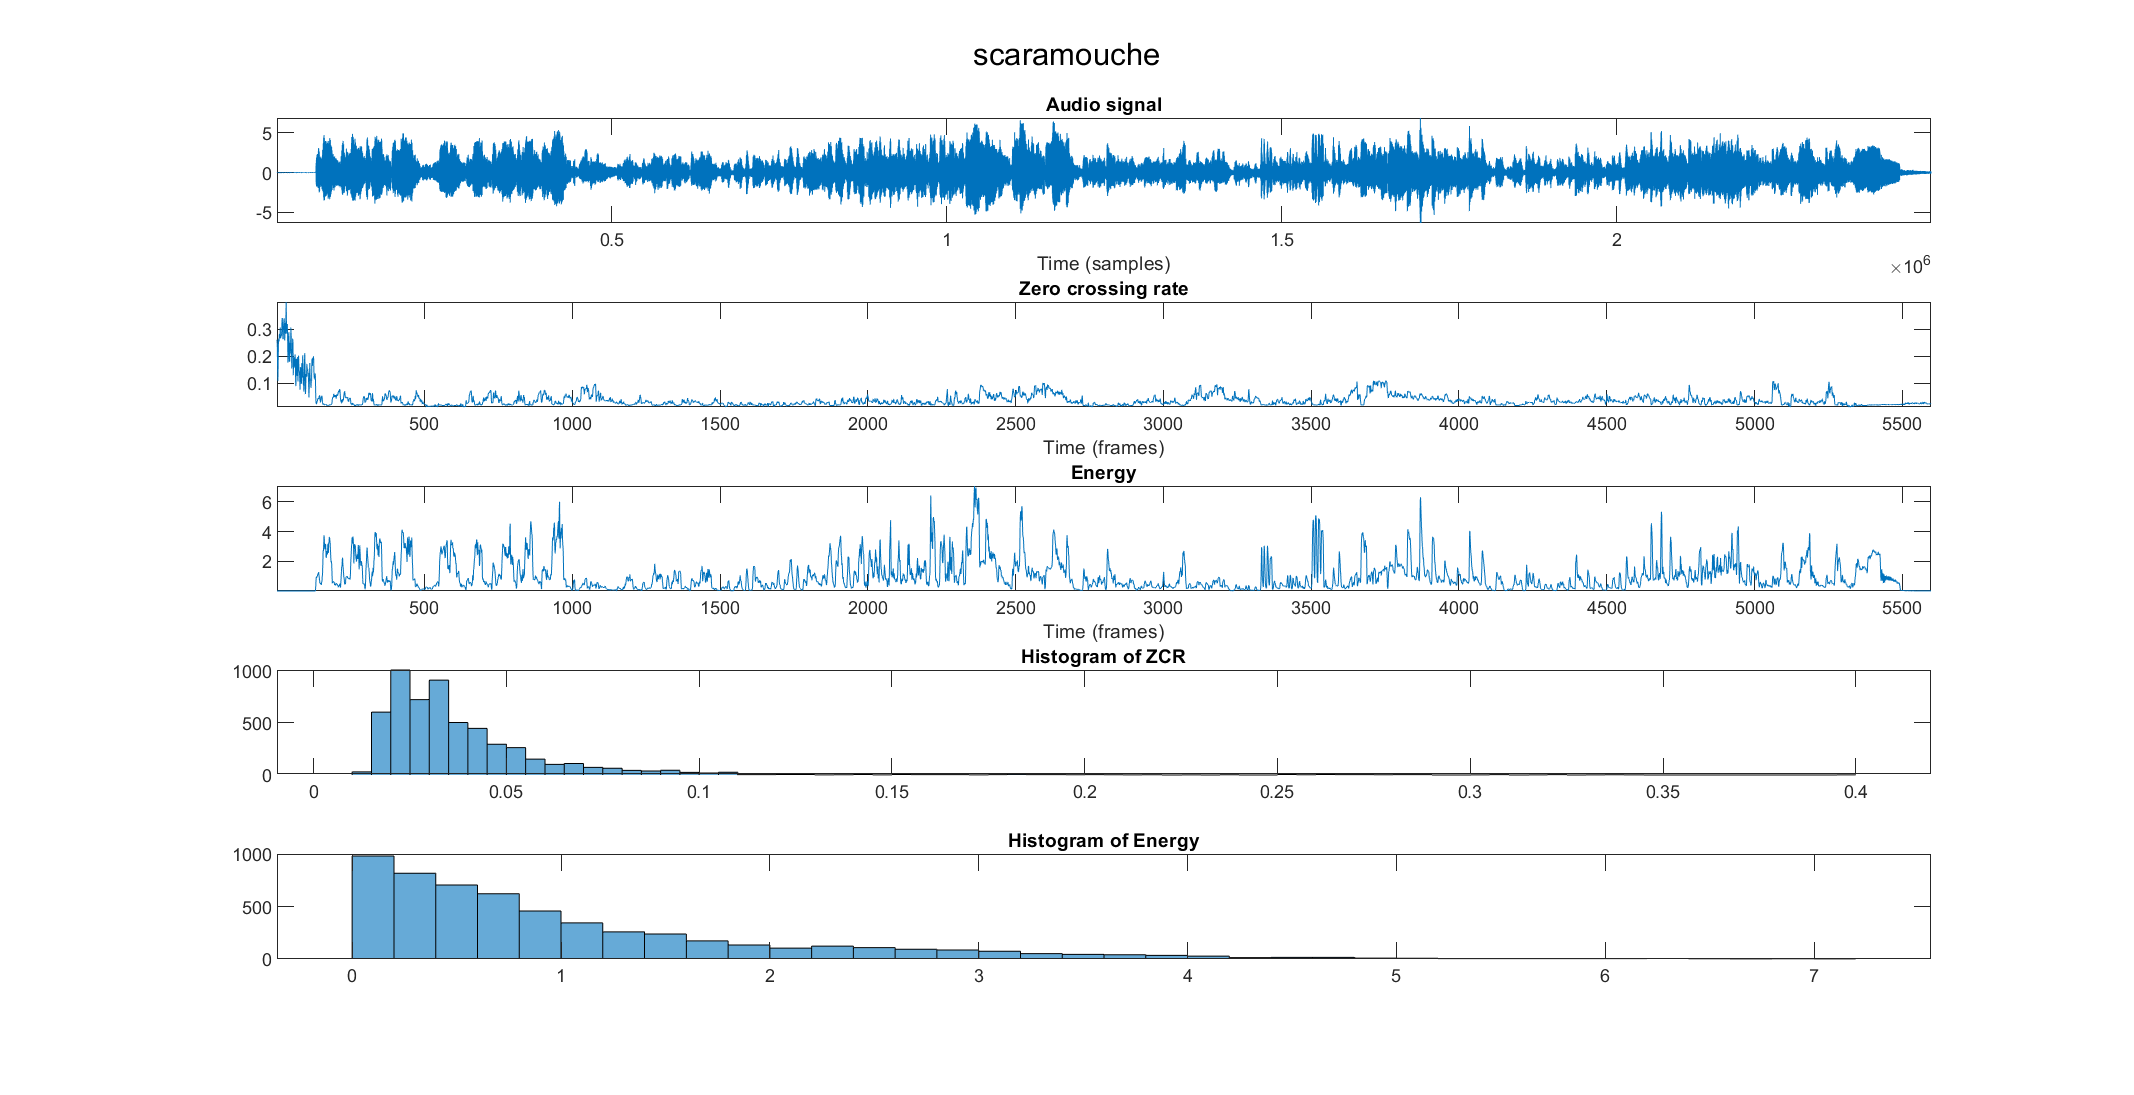 scaramouche
Audio signal
5
0
-5
0.5 1 1.5 2
Time (samples)
×10^6
Zero crossing rate
0.3
0.2
0.1
500 1000 1500 2000 2500 3000 3500 4000 4500 5000 5500
Time (frames)
Energy
6
4
2
500 1000 1500 2000 2500 3000 3500 4000 4500 5000 5500
Time (frames)
Histogram of ZCR
1000
500
0
0 0.05 0.1 0.15 0.2 0.25 0.3 0.35 0.4
Histogram of Energy
1000
500
0
0 1 2 3 4 5 6 7